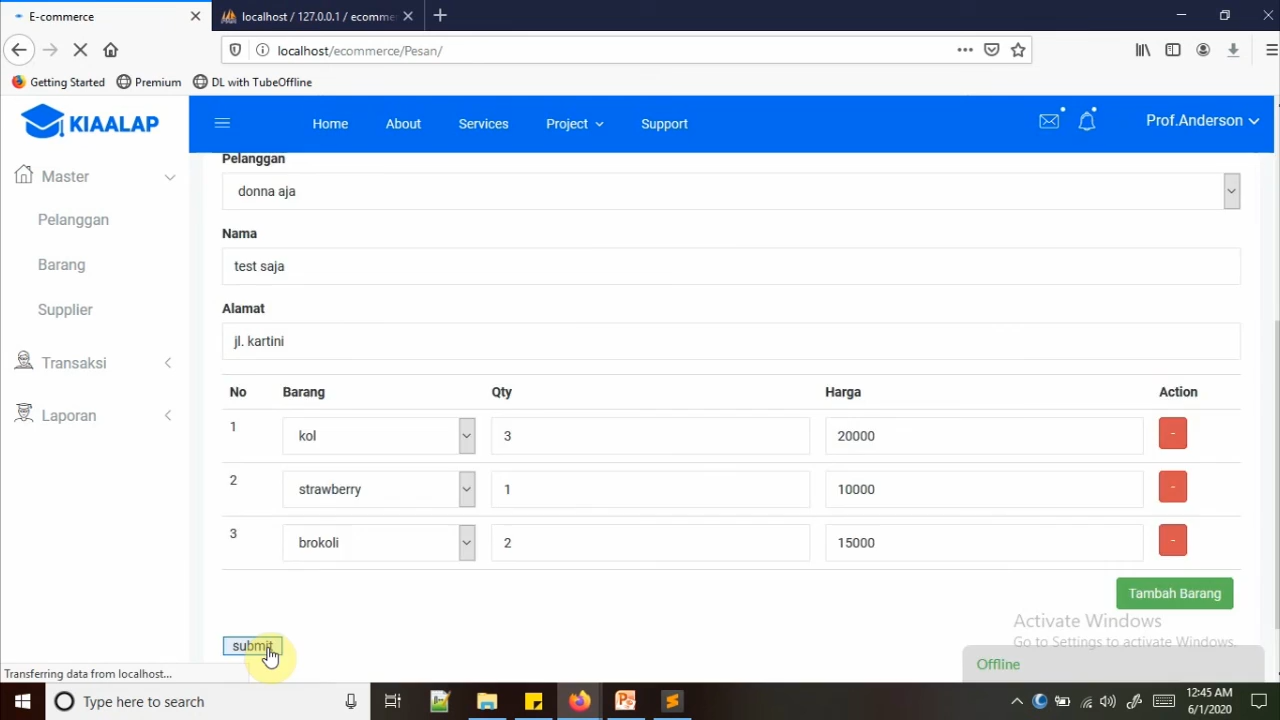 E-commerce
localhost / 127.0.0.1 / ecomme
localhost/ecommerce/Pesan/
Getting Started Premium DL with TubeOffline
KIAALAP
Home About Services Project Support Prof.Anderson
Master
Pelanggan
Barang
Supplier
Transaksi
Laporan
Pelanggan
donna aja
Nama
test saja
Alamat
jl. kartini
No Barang Qty Harga Action
1 kol 3 20000 -
2 strawberry 1 10000 -
3 brokoli 2 15000 -
Tambah Barang
submit
Activate Windows
Go to Settings to activate Windows.
Offline
Transferring data from localhost...
Type here to search
12:45 AM
6/1/2020